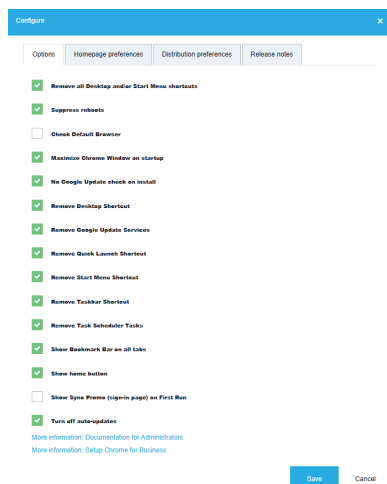 Configure
Options
Homepage preferences
Distribution preferences
Release notes
Remove all Desktop and/or Start Menu shortcuts
Suppress reboots
Check Default Browser
Maximize Chrome Window on startup
No Google Update check on install
Remove Desktop Shortcut
Remove Google Update Services
Remove Quick Launch Shortcut
Remove Start Menu Shortcut
Remove Taskbar Shortcut
Remove Task Scheduler Tasks
Show Bookmark Bar on all tabs
Show home button
Show Sync Promo (sign-in page) on First Run
Turn off auto-updates
More information: Documentation for Administrators
More information: Setup Chrome for Business
Save
Cancel